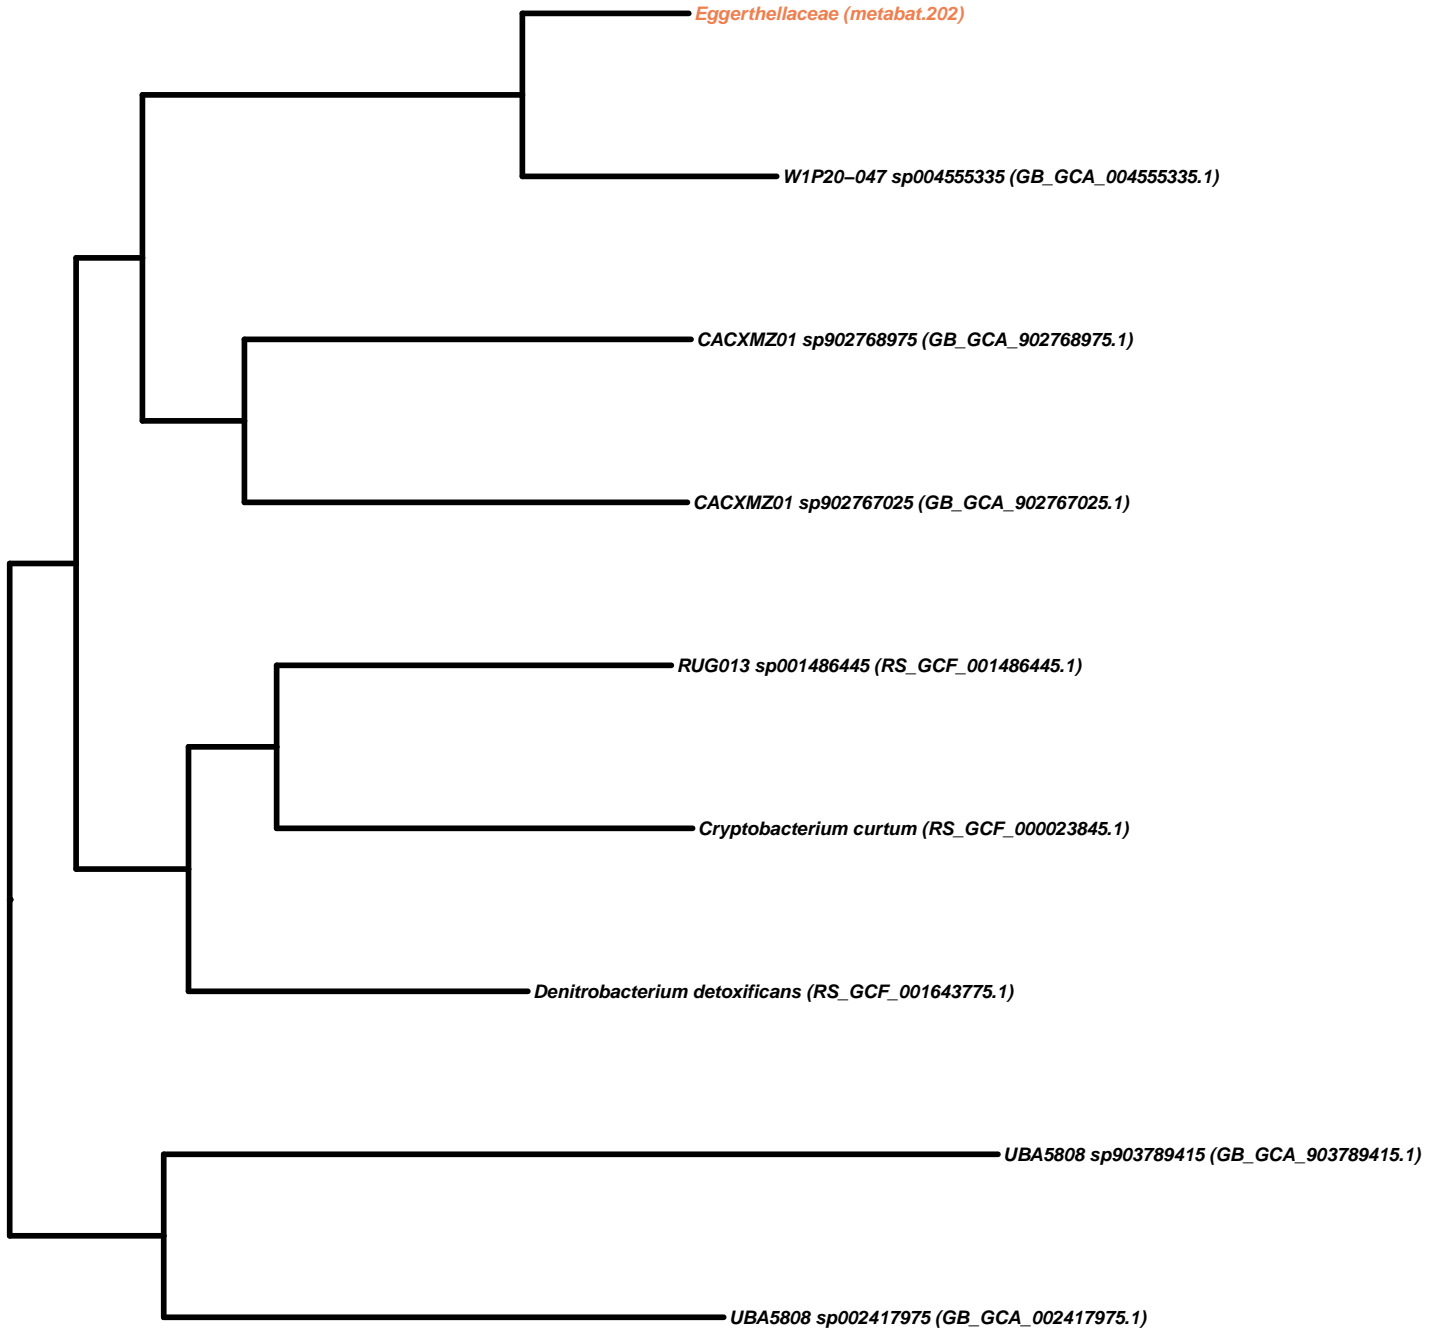 Eggerthellaceae (metabat.202)
W1P20–047 sp004555335 (GB_GCA_004555335.1)
CACXMZ01 sp902768975 (GB_GCA_902768975.1)
CACXMZ01 sp902767025 (GB_GCA_902767025.1)
RUG013 sp001486445 (RS_GCF_001486445.1)
Cryptobacterium curtum (RS_GCF_000023845.1)
Denitrobacterium detoxificans (RS_GCF_001643775.1)
UBA5808 sp903789415 (GB_GCA_903789415.1)
UBA5808 sp002417975 (GB_GCA_002417975.1)